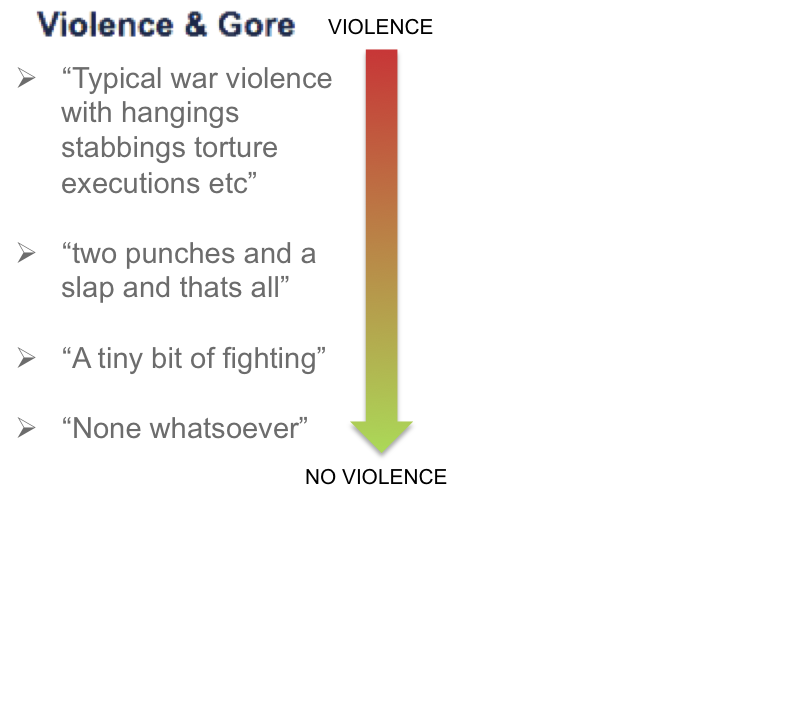 Violence & Gore
VIOLENCE
➢ “Typical war violence
with hangings
stabbings torture
executions etc”
➢ “two punches and a
slap and thats all”
➢ “A tiny bit of fighting”
➢ “None whatsoever”
NO VIOLENCE